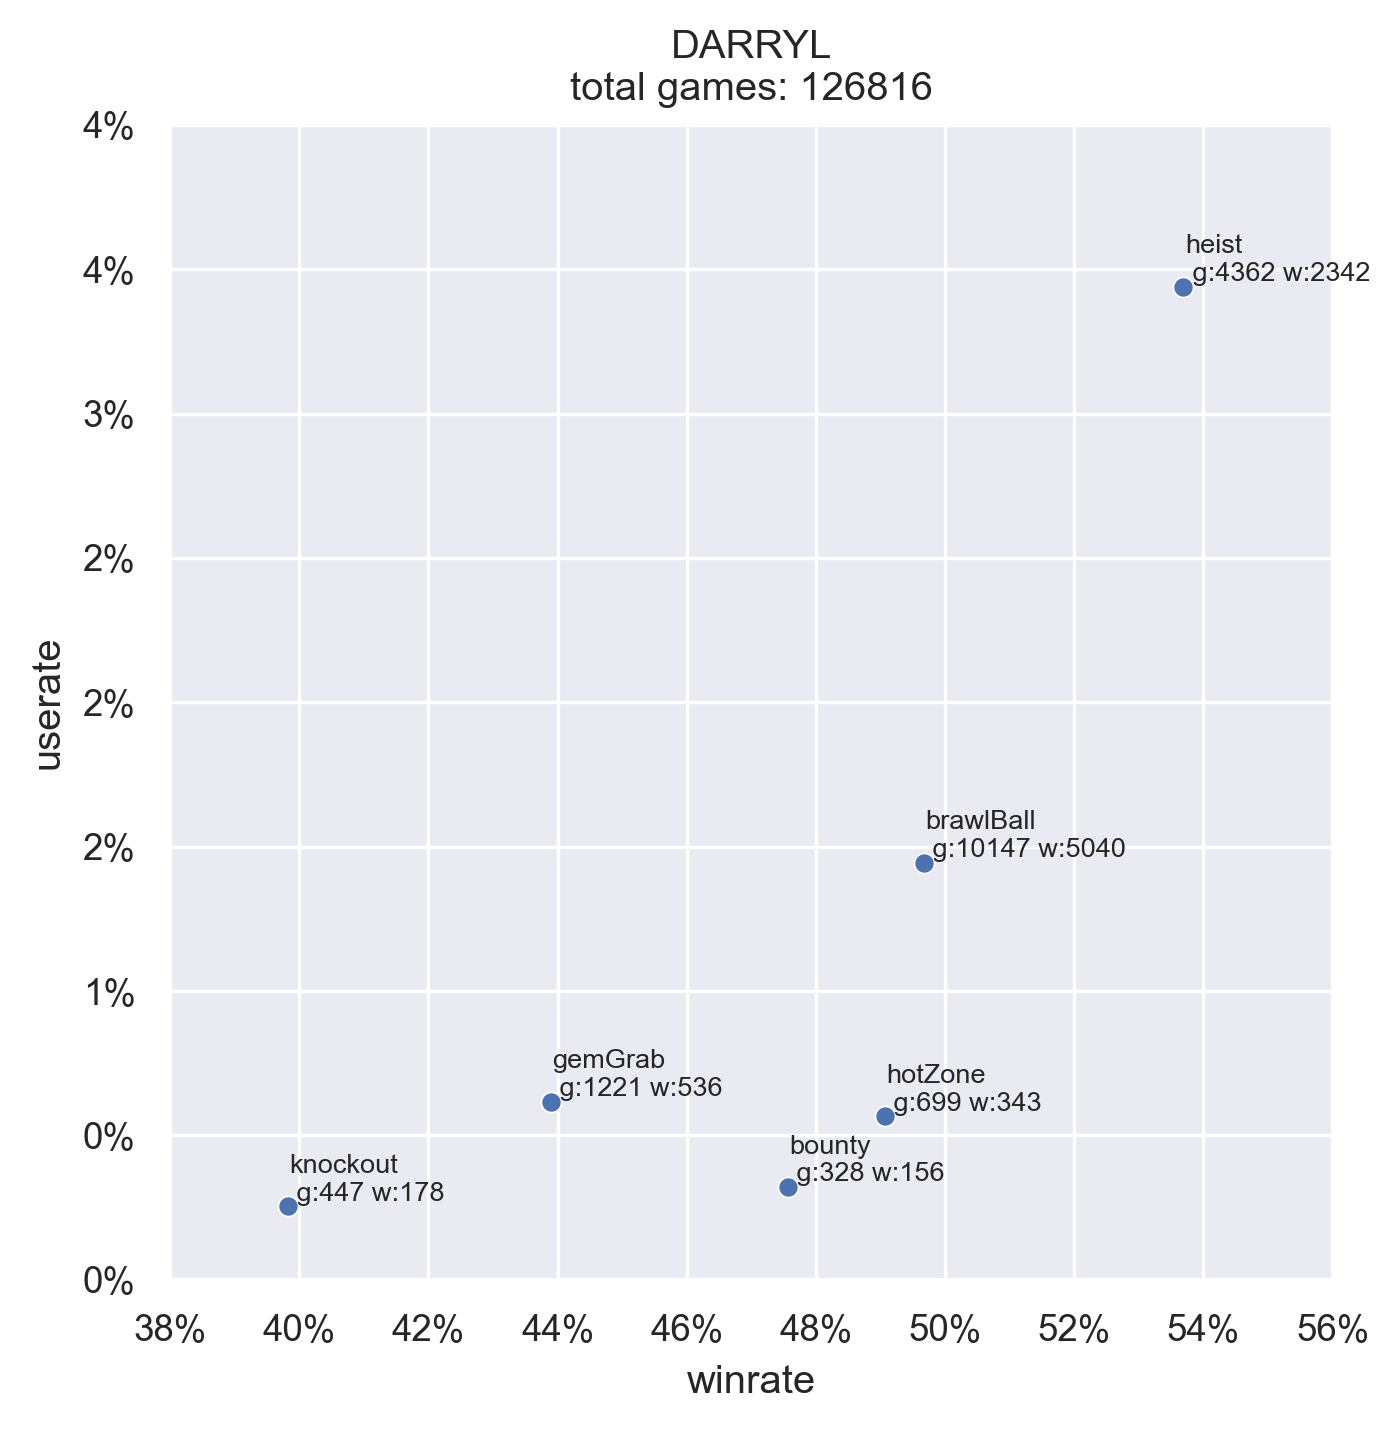 DARRYL
total games: 126816
4%
4%
3%
2%
2%
2%
1%
0%
0%
userate
heist
g:4362 w:2342
brawlBall
g:10147 w:5040
gemGrab
g:1221 w:536
hotZone
g:699 w:343
bounty
g:328 w:156
knockout
g:447 w:178
38% 40% 42% 44% 46% 48% 50% 52% 54% 56%
winrate